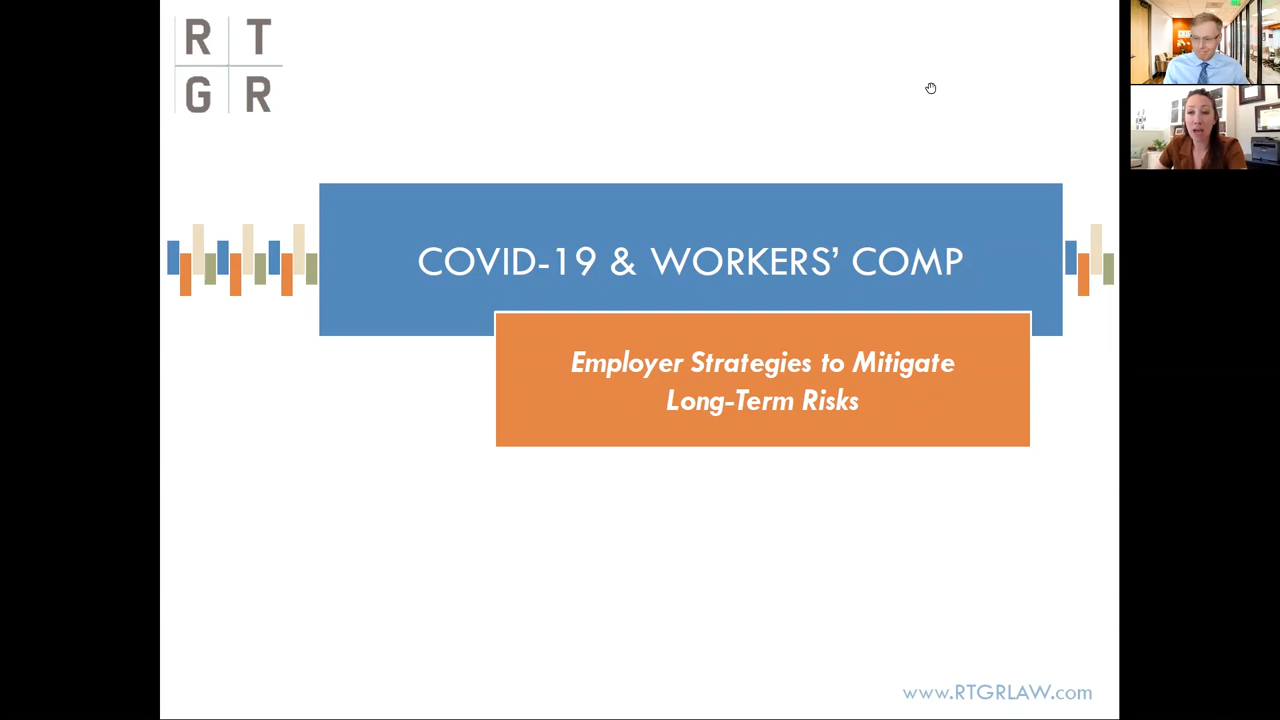 R T
G R
COVID-19 & WORKERS’ COMP
Employer Strategies to Mitigate
Long-Term Risks
www.RTGRLAW.com